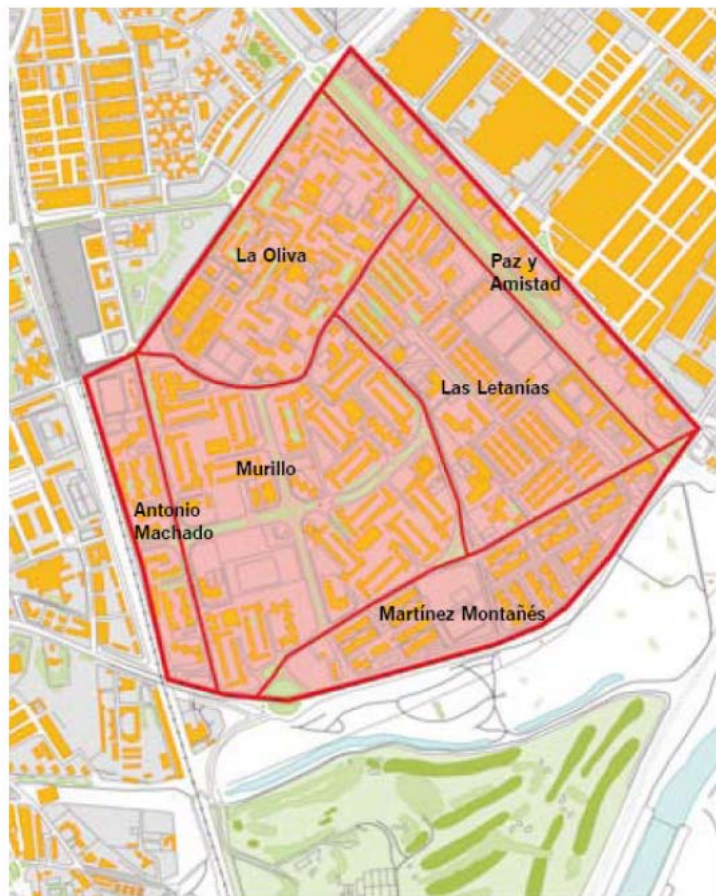 La Oliva
Paz y
Amistad
Las Letanías
Murillo
Antonio
Machado
Martínez Montañés